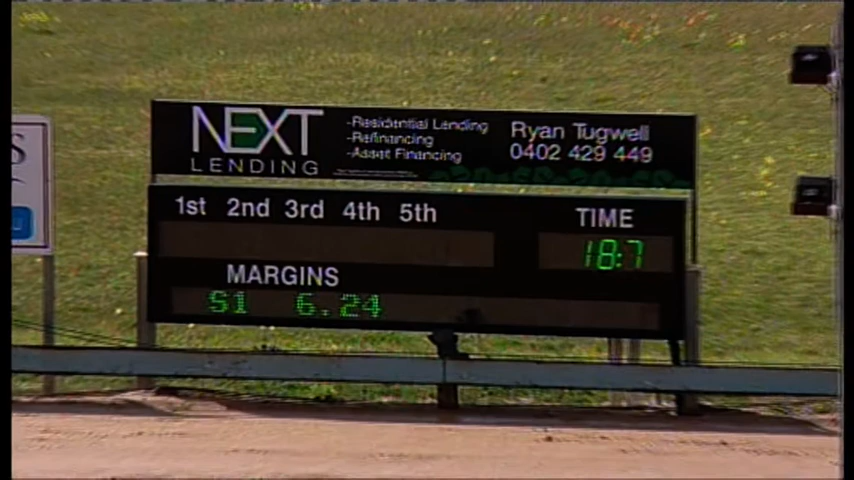 NEXT
LENDING
-Residential Lending
-Refinancing
-Asset Financing
Ryan Tugwell
0402 429 449
1st 2nd 3rd 4th 5th
TIME
18:7
MARGINS
S1 6.24
S